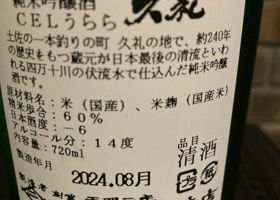 純米吟醸酒
CELうらら
久礼
土佐の一本釣りの町 久礼の地で、約240年
の歴史をもつ蔵元が日本最後の清流といわ
れる四万十川の伏流水で仕込んだ純米吟醸
酒です。
原材料名：米（国産）、米麹（国産米）
精米歩合：60%
日本酒度：－6
アルコール分：14度
内容量：720ml
製造年月
2024.08月
品目
清酒